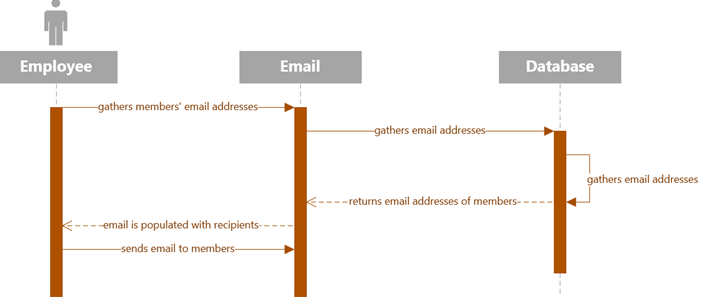 Employee
Email
Database
gathers members' email addresses
gathers email addresses
gathers email addresses
returns email addresses of members
email is populated with recipients
sends email to members